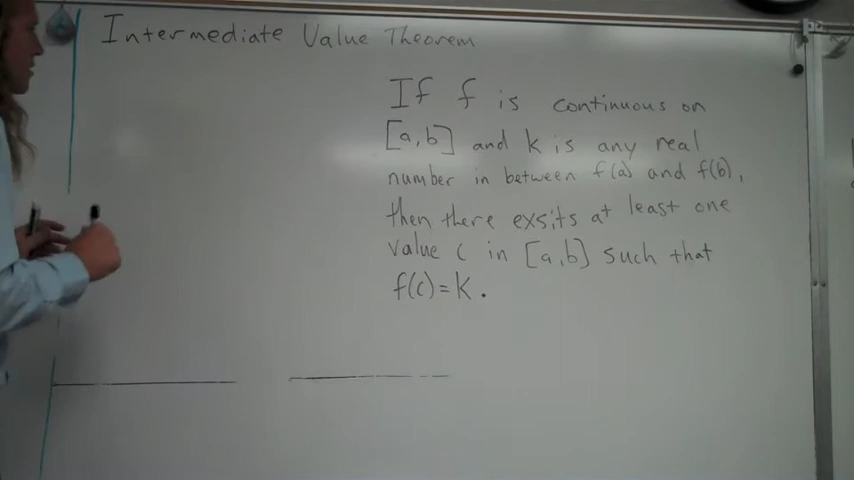 Intermediate Value Theorem
If f is continuous on
[a,b] and k is any real
number in between f(a) and f(b),
then there exsits at least one
value c in [a,b] such that
f(c)=k.